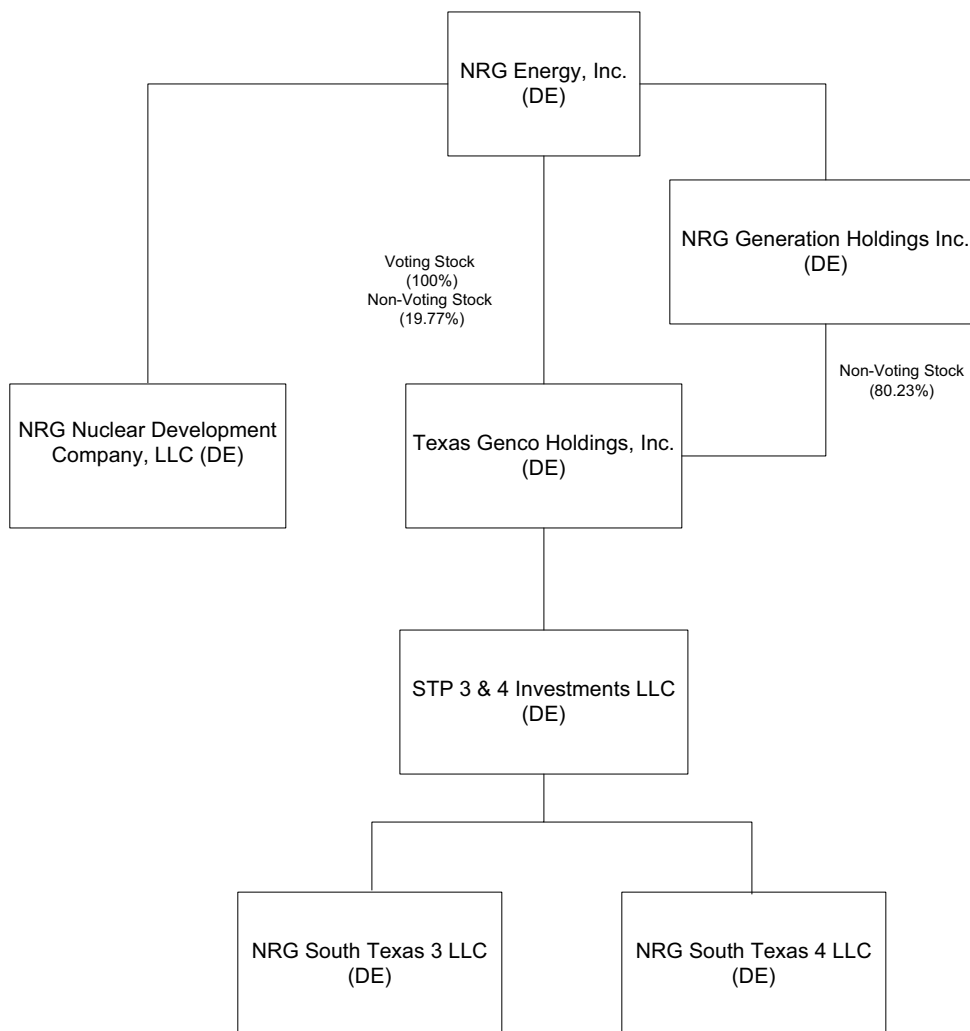 NRG Energy, Inc.
(DE)
NRG Generation Holdings Inc.
(DE)
Voting Stock
(100%)
Non-Voting Stock
(19.77%)
Non-Voting Stock
(80.23%)
NRG Nuclear Development
Company, LLC (DE)
Texas Genco Holdings, Inc.
(DE)
STP 3 & 4 Investments LLC
(DE)
NRG South Texas 3 LLC
(DE)
NRG South Texas 4 LLC
(DE)